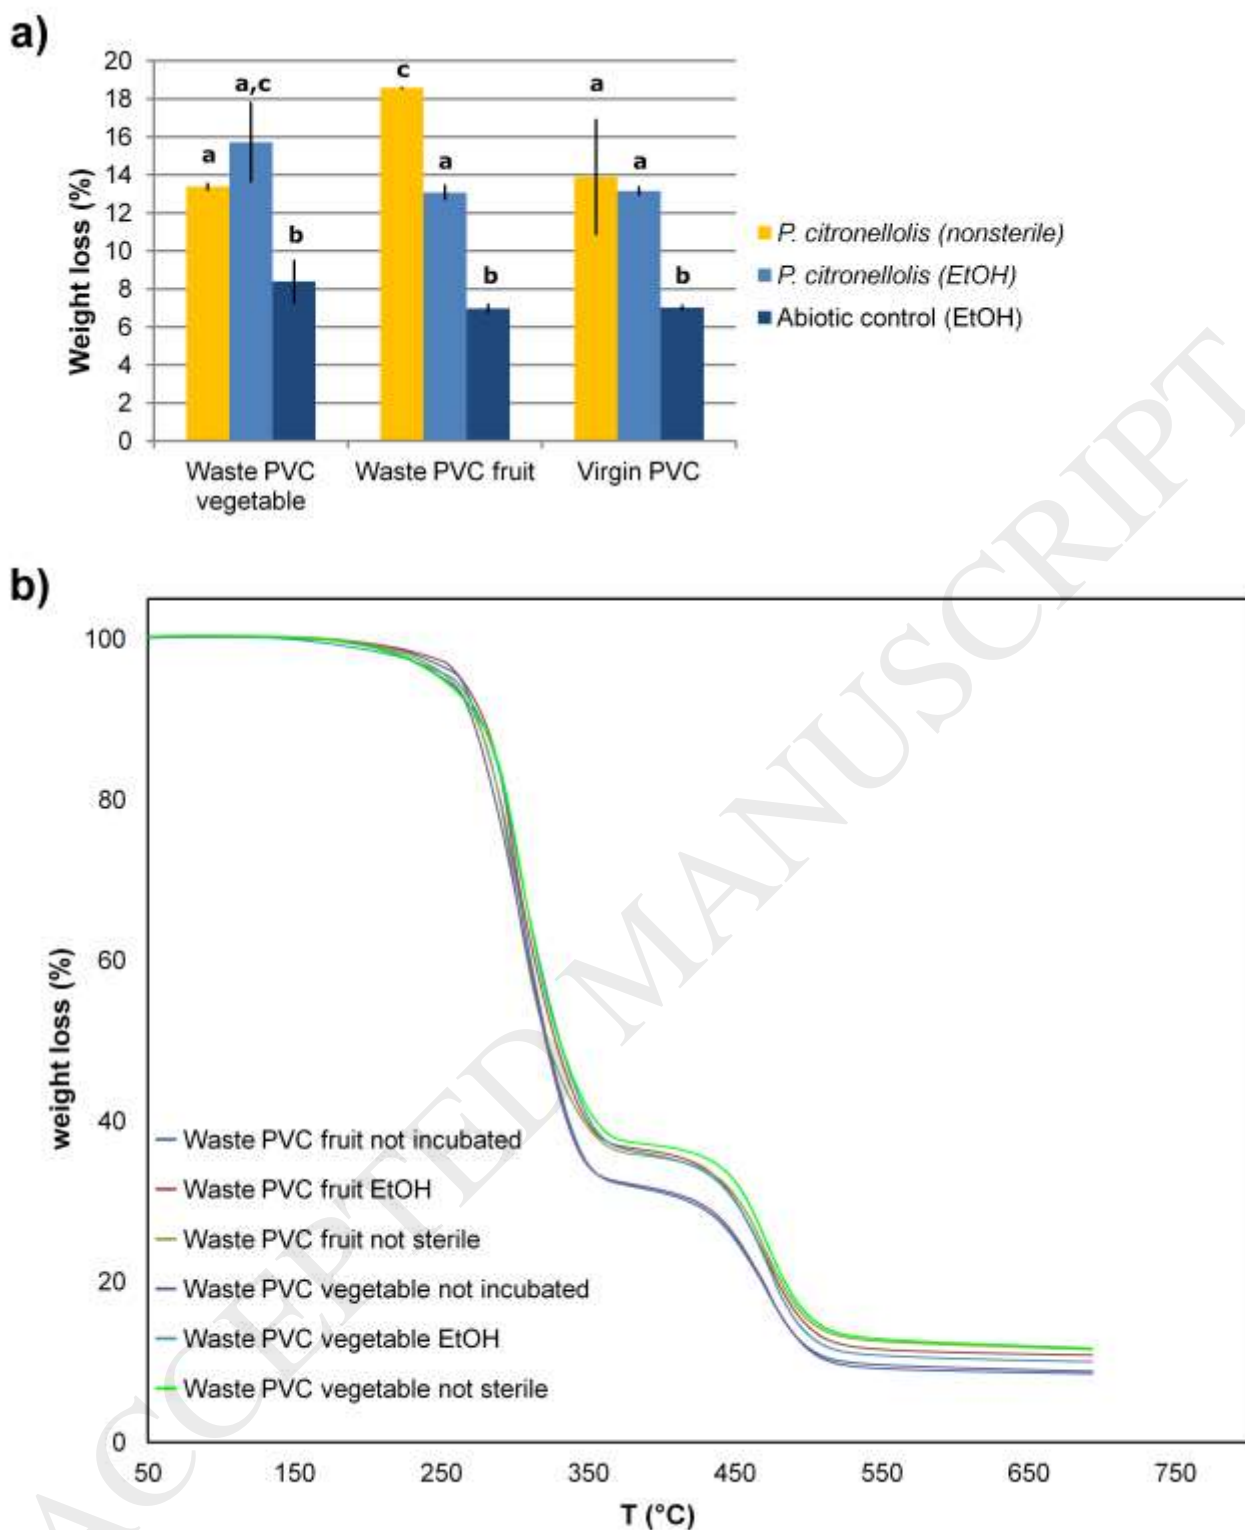 a)
20
18
16
14
12
10
8
6
4
2
0
Weight loss (%)
a
a,c
b
c
a
b
a
a
b
Waste PVC
vegetable
Waste PVC fruit
Virgin PVC
P. citronellolis (nonsterile)
P. citronellolis (EtOH)
Abiotic control (EtOH)
b)
100
80
60
40
20
0
weight loss (%)
Waste PVC fruit not incubated
Waste PVC fruit EtOH
Waste PVC fruit not sterile
Waste PVC vegetable not incubated
Waste PVC vegetable EtOH
Waste PVC vegetable not sterile
50 150 250 350 450 550 650 750
T (°C)
ACCEPTED MANUSCRIPT